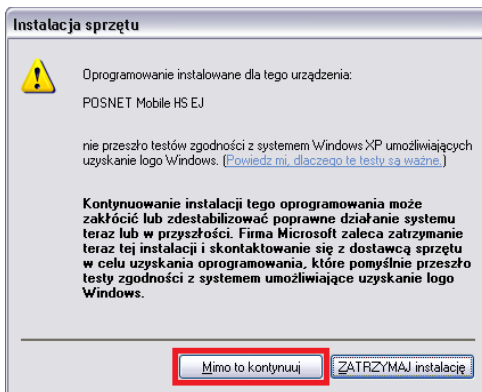 Instalacja sprzętu
Oprogramowanie instalowane dla tego urządzenia:
POSNET Mobile HS EJ
nie przeszło testów zgodności z systemem Windows XP umożliwiających
uzyskanie logo Windows. (Powiedz mi, dlaczego te testy są ważne.)
Kontynuowanie instalacji tego oprogramowania może
zakłócić lub zdestabilizować poprawne działanie systemu
teraz lub w przyszłości. Firma Microsoft zaleca zatrzymanie
teraz tej instalacji i skontaktowanie się z dostawcą sprzętu
w celu uzyskania oprogramowania, które pomyślnie przeszło
testy zgodności z systemem umożliwiające uzyskanie logo
Windows.
Mimo to kontynuuj ZATRZYMAJ instalację